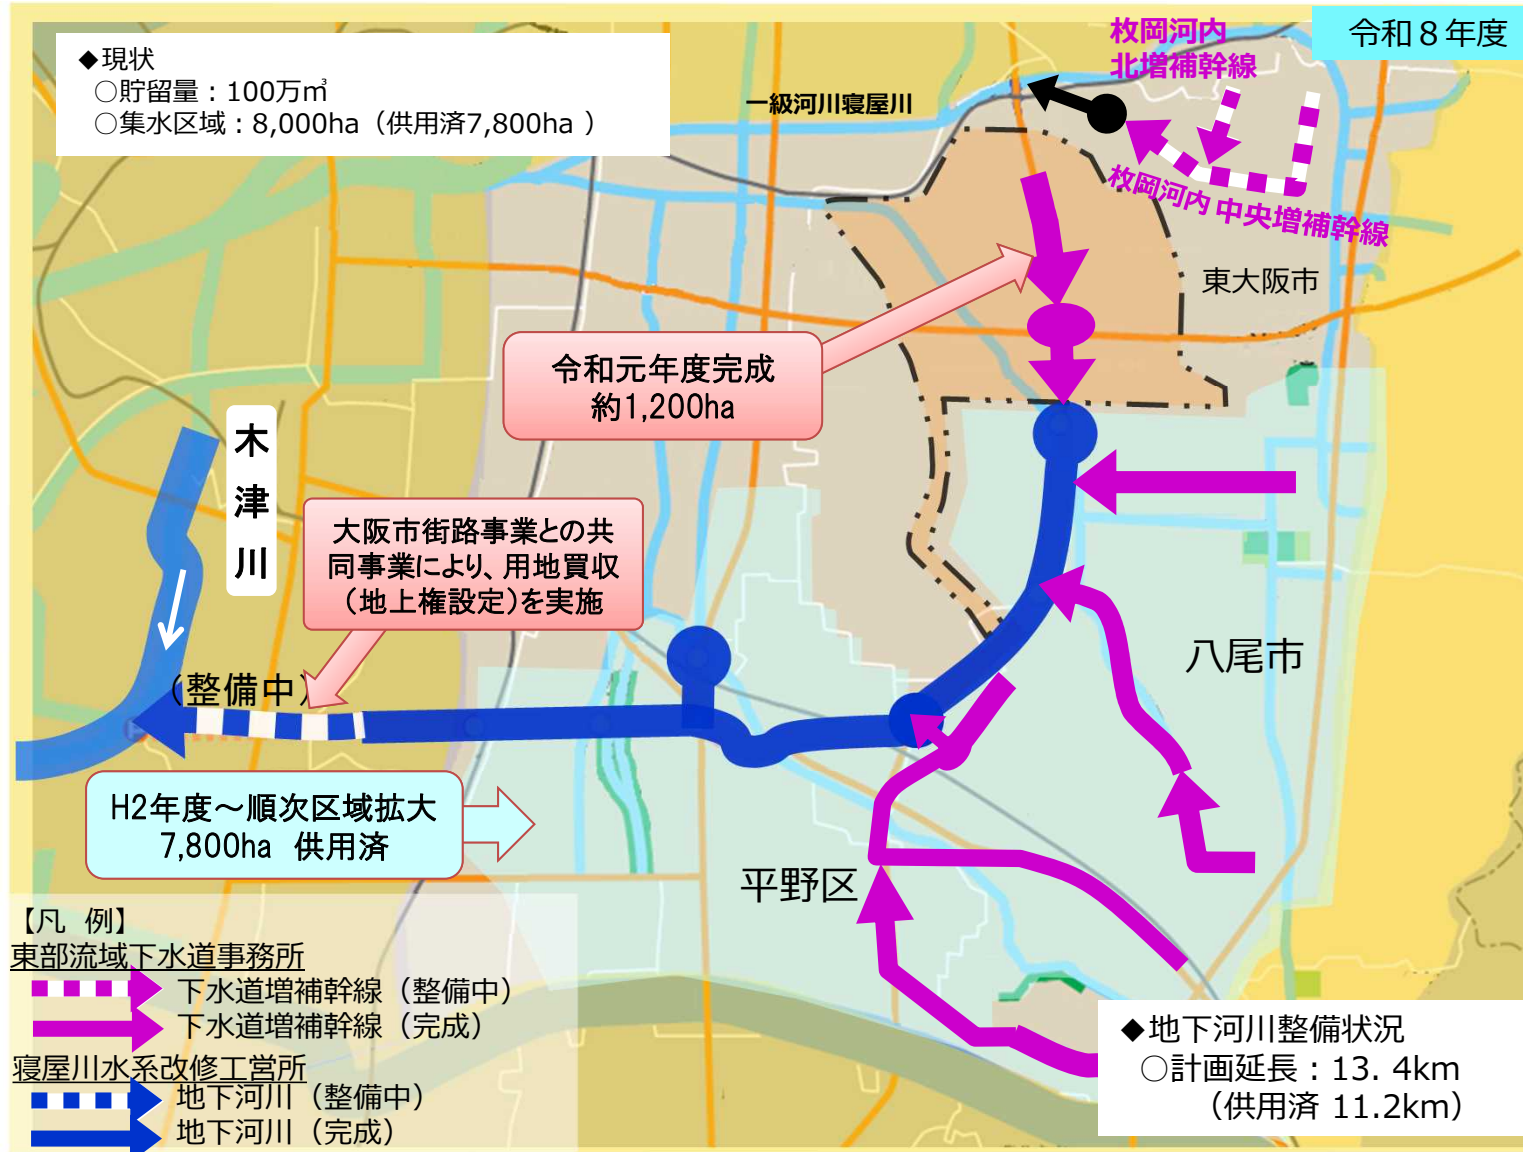 令和８年度
◆現状
○貯留量：100万㎥
○集水区域：8,000ha（供用済7,800ha ）
枚岡河内
北増補幹線
一級河川寝屋川
枚岡河内 中央増補幹線
東大阪市
令和元年度完成
約1,200ha
木津川
大阪市街路事業との共
同事業により、用地買収
（地上権設定）を実施
（整備中）
八尾市
H2年度～順次区域拡大
7,800ha 供用済
平野区
【凡 例】
東部流域下水道事務所
下水道増補幹線（整備中）
下水道増補幹線（完成）
寝屋川水系改修工営所
地下河川（整備中）
地下河川（完成）
◆地下河川整備状況
○計画延長：13. 4km
（供用済 11.2km）